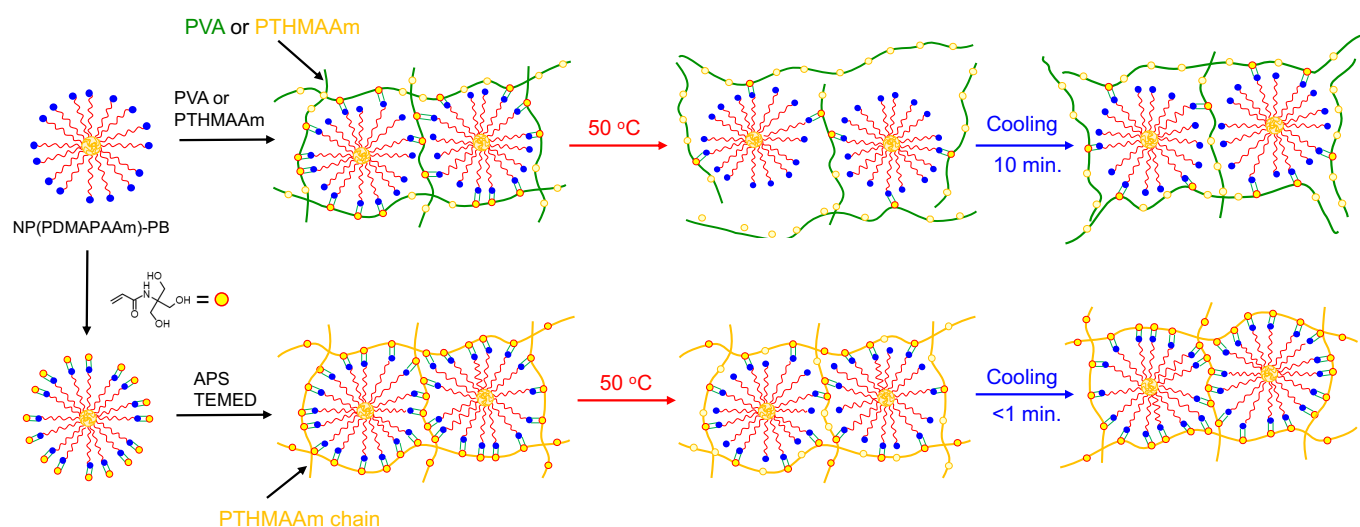 PVA or PTHMAAm
PVA or
PTHMAAm
50 °C
Cooling
10 min.
NP(PDMAPAAm)-PB
HO
H
N
OH
O
OH
=
APS
TEMED
50 °C
Cooling
<1 min.
PTHMAAm chain